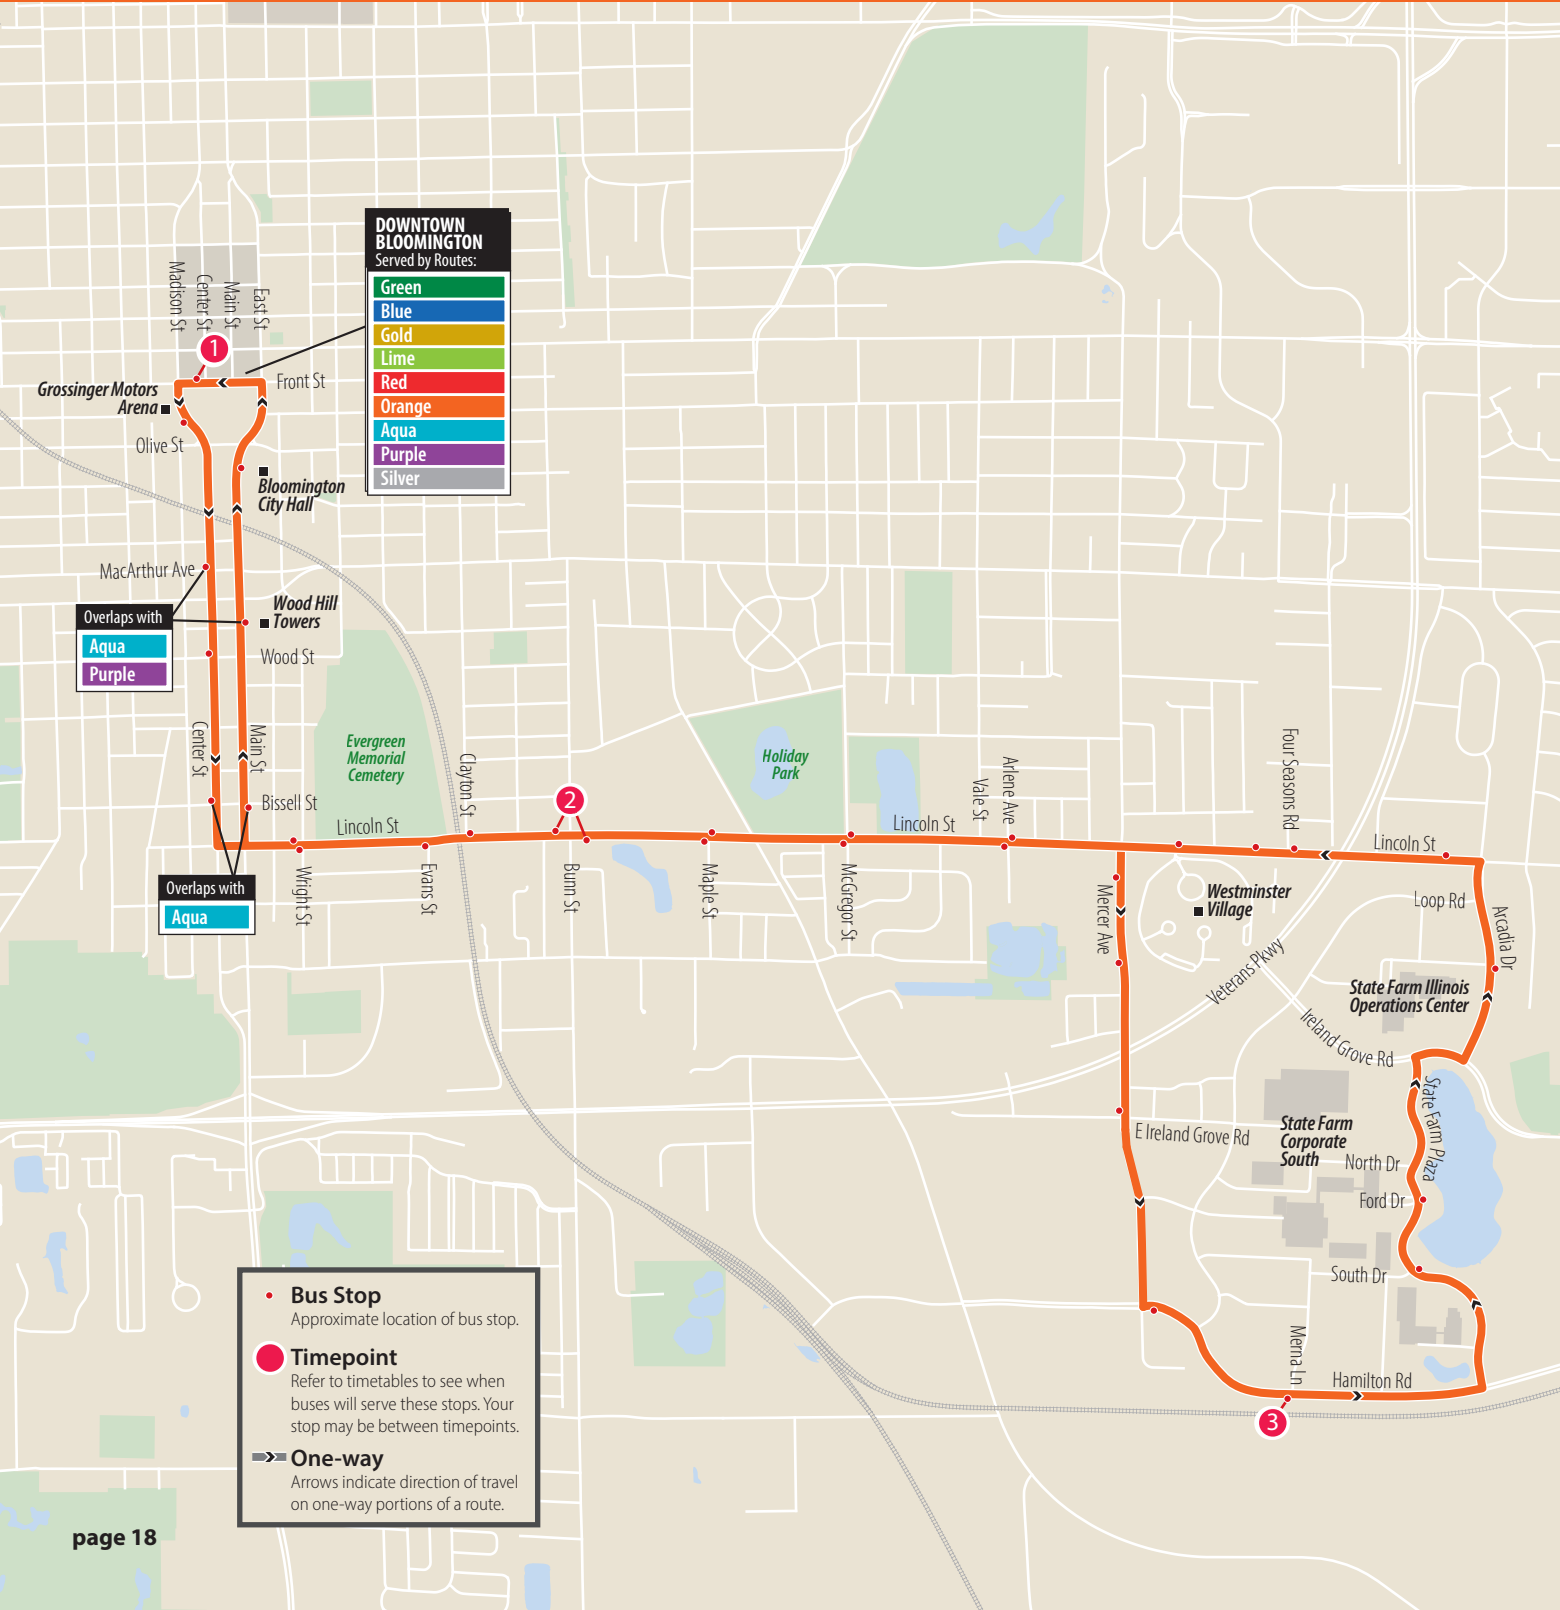 DOWNTOWN
BLOOMINGTON
Served by Routes:
Green
Blue
Gold
Lime
Red
Orange
Aqua
Purple
Silver
Madison St
Center St
Main St
East St
1
Front St
Grossinger Motors
Arena
Olive St
Bloomington
City Hall
MacArthur Ave
Overlaps with
Aqua
Purple
Wood Hill
Towers
Wood St
Center St
Main St
Bissell St
Evergreen
Memorial
Cemetery
Lincoln St
Clayton St
2
Holiday
Park
Lincoln St
Vale St
Arlene Ave
Four Seasons Rd
Lincoln St
Overlaps with
Aqua
Wright St
Evans St
Bunn St
Maple St
McGregor St
Mercer Ave
Westminster
Village
Loop Rd
Arcadia Dr
Veterans Pkwy
State Farm Illinois
Operations Center
Ireland Grove Rd
State Farm Plaza
E Ireland Grove Rd
State Farm
Corporate
South
North Dr
Ford Dr
South Dr
Merna Ln
Hamilton Rd
3
Bus Stop
Approximate location of bus stop.
Timepoint
Refer to timetables to see when
buses will serve these stops. Your
stop may be between timepoints.
One-way
Arrows indicate direction of travel
on one-way portions of a route.
page 18